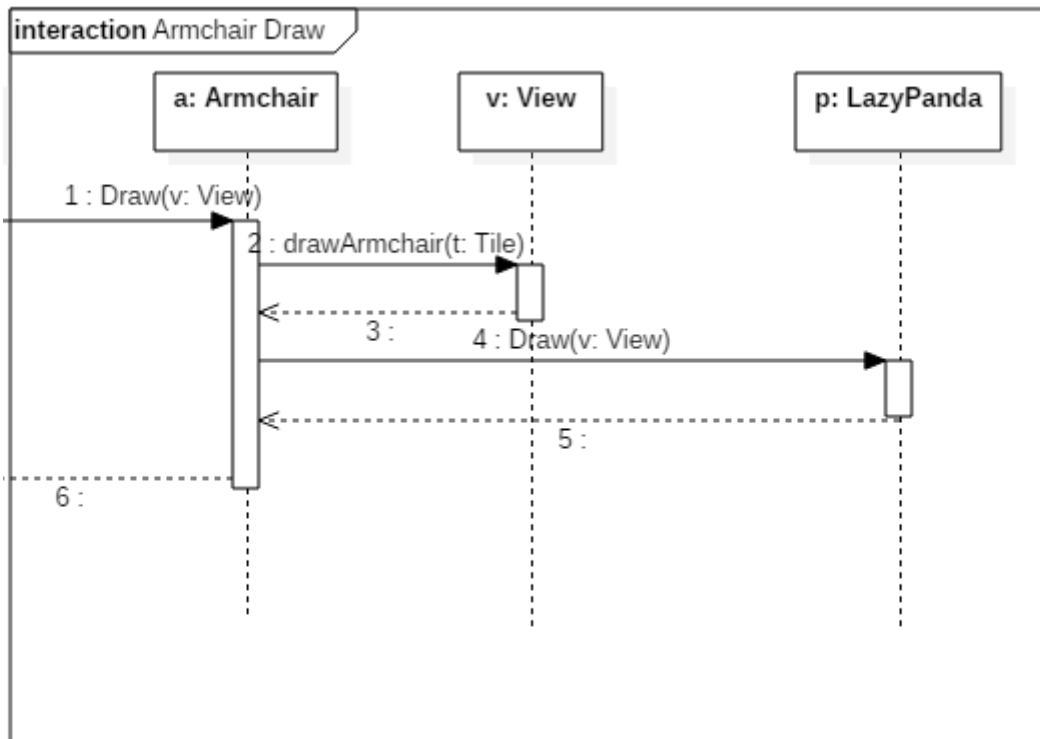 interaction Armchair Draw
a: Armchair
v: View
p: LazyPanda
1 : Draw(v: View)
2 : drawArmchair(t: Tile)
3 :
4 : Draw(v: View)
5 :
6 :